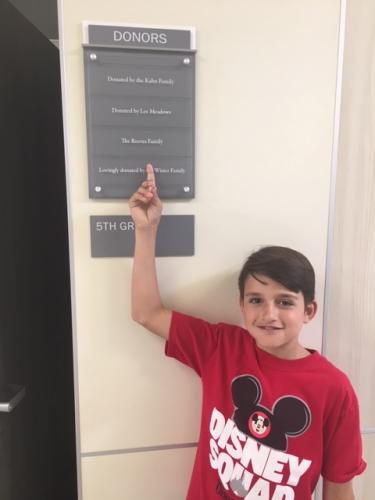 DONORS
Donated by the Kahn Family
Donated by Les Meadows
The Reeves Family
Lovingly donated by Winter Family
5TH GR
DISNEY
SQUAD